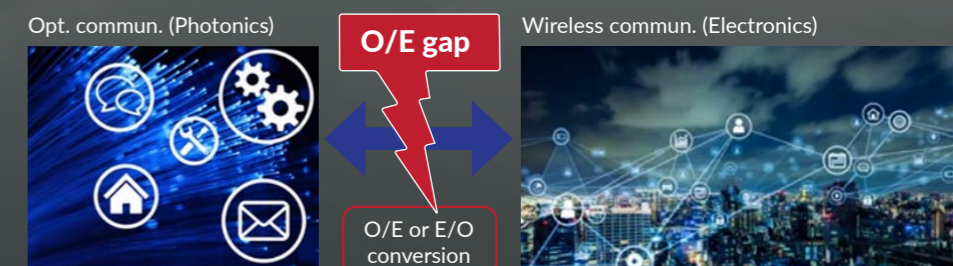 Opt. commun. (Photonics)
O/E gap
Wireless commun. (Electronics)
O/E or E/O
conversion